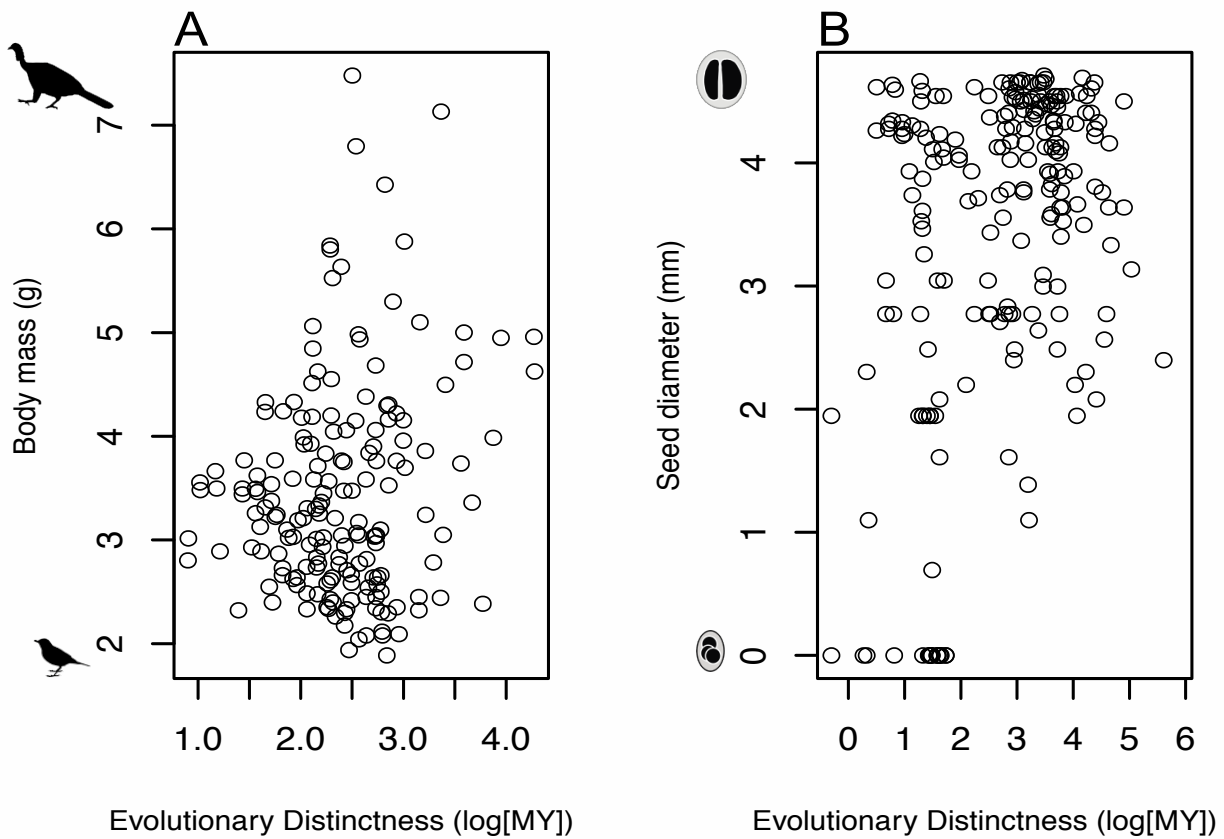 A
Body mass (g)
7
6
5
4
3
2
1.0 2.0 3.0 4.0
Evolutionary Distinctness (log[MY])
B
Seed diameter (mm)
4
3
2
1
0
0 1 2 3 4 5 6
Evolutionary Distinctness (log[MY])